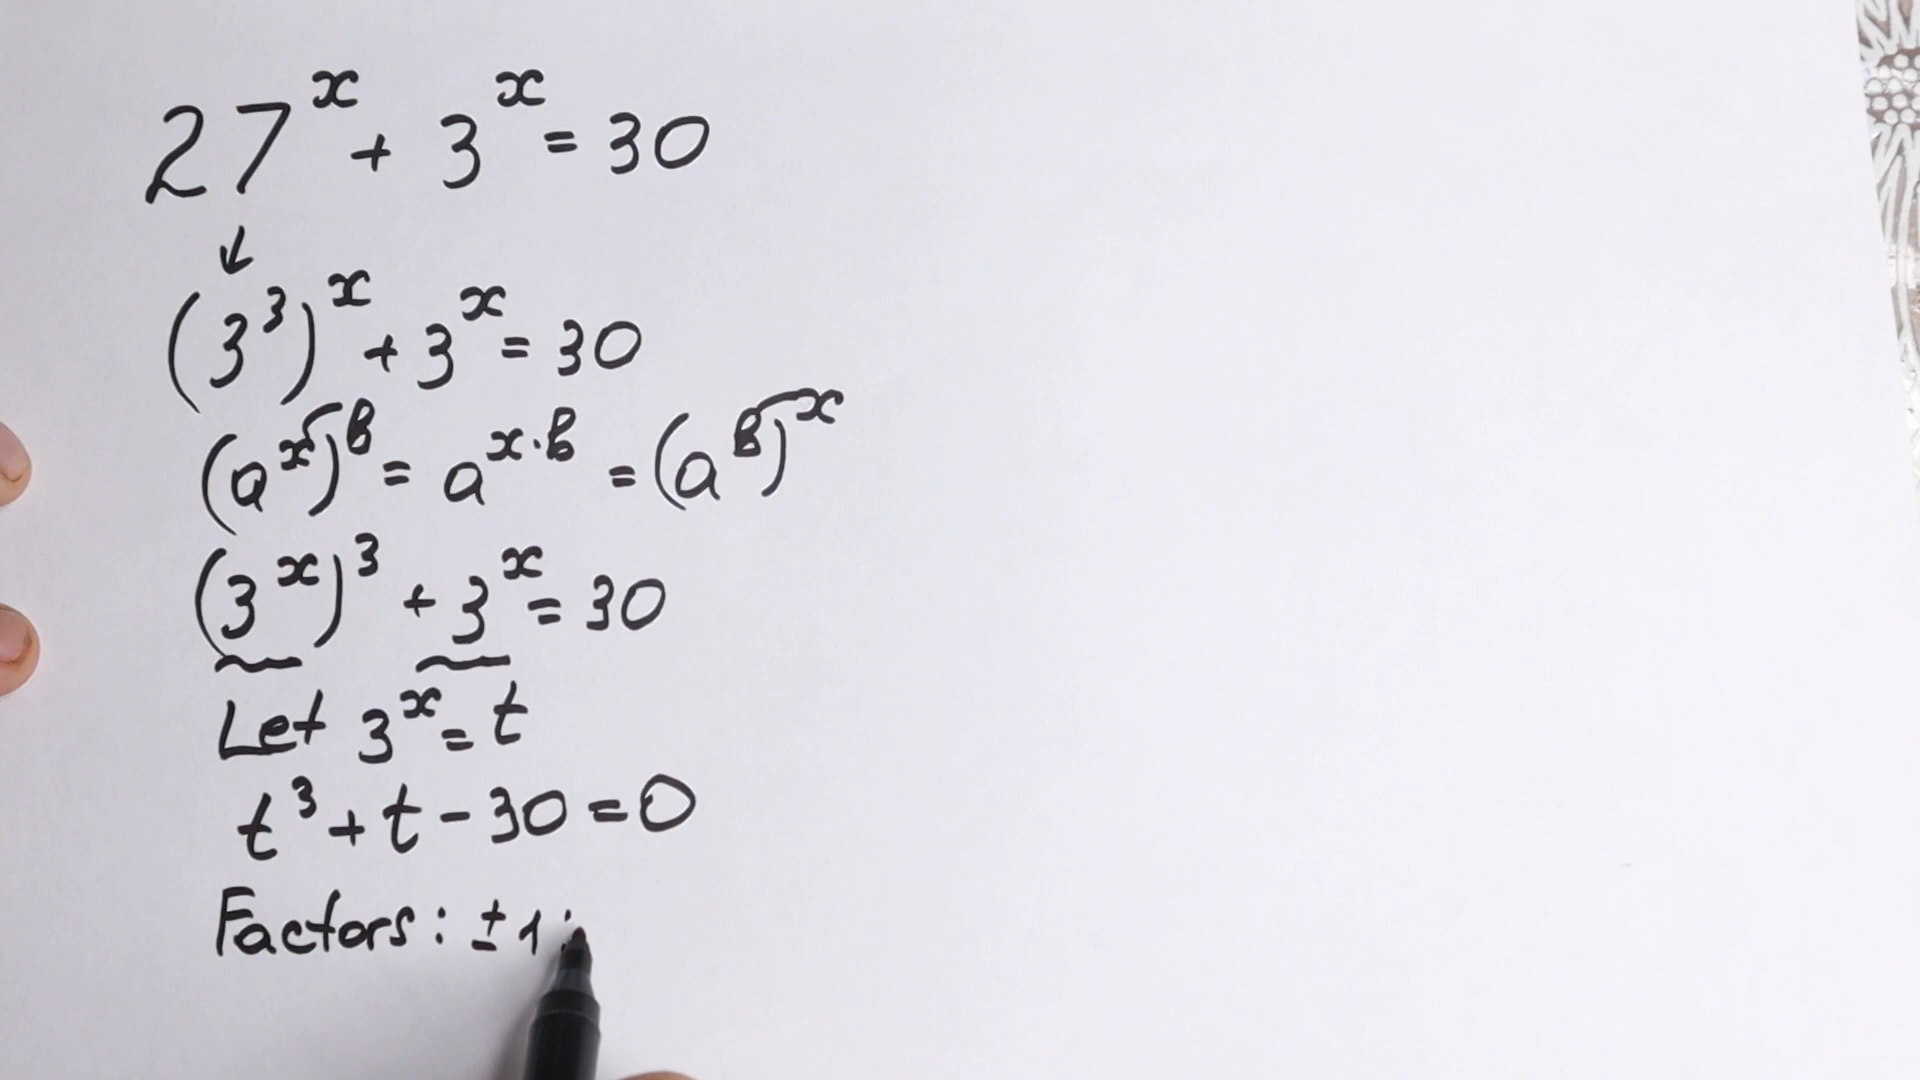 27^x + 3^x = 30
↙
(3^3)^x + 3^x = 30
(a^x)^b = a^{x·b} = (a^b)^x
(3^x)^3 + 3^x = 30
Let 3^x = t
t^3 + t - 30 = 0
Factors: ±1;